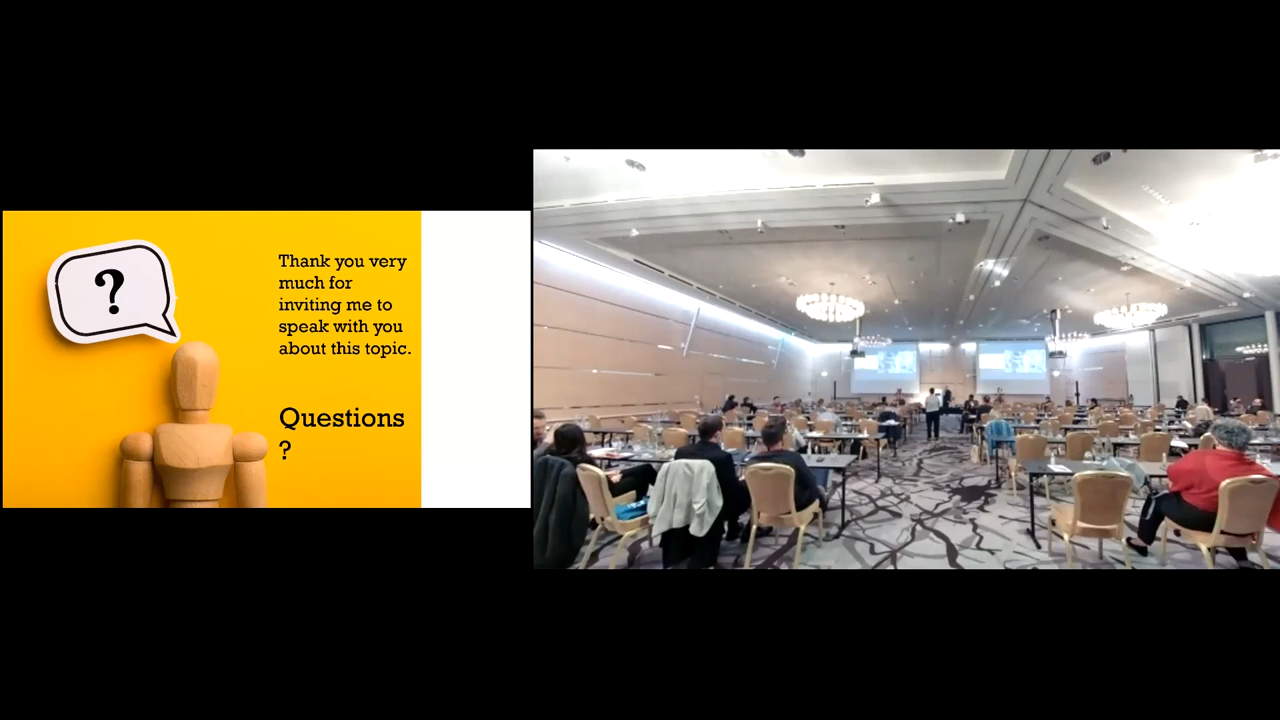 ?
Thank you very
much for
inviting me to
speak with you
about this topic.
Questions
?